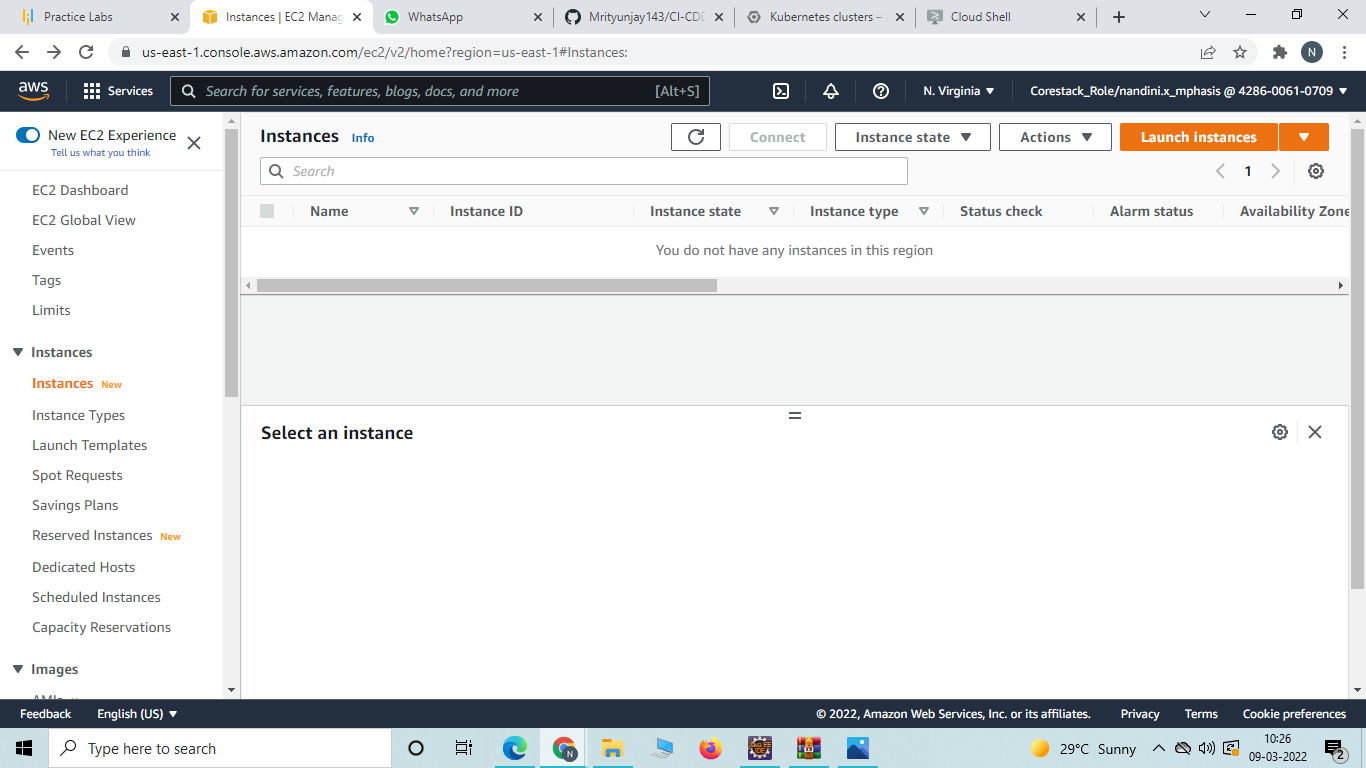 Practice Labs
Instances | EC2 Manag
WhatsApp
Mrityunjay143/CI-CDD
Kubernetes clusters –
Cloud Shell
us-east-1.console.aws.amazon.com/ec2/v2/home?region=us-east-1#Instances:
N
aws
Services
Search for services, features, blogs, docs, and more
[Alt+S]
N. Virginia
Corestack_Role/nandini.x_mphasis @ 4286-0061-0709
New EC2 Experience
Tell us what you think
EC2 Dashboard
EC2 Global View
Events
Tags
Limits
Instances
Instances New
Instance Types
Launch Templates
Spot Requests
Savings Plans
Reserved Instances New
Dedicated Hosts
Scheduled Instances
Capacity Reservations
Images
Instances Info
Connect
Instance state
Actions
Launch instances
Search
1
Name
Instance ID
Instance state
Instance type
Status check
Alarm status
Availability Zone
You do not have any instances in this region
Select an instance
Feedback
English (US)
© 2022, Amazon Web Services, Inc. or its affiliates.
Privacy
Terms
Cookie preferences
Type here to search
29°C Sunny
10:26
09-03-2022
2